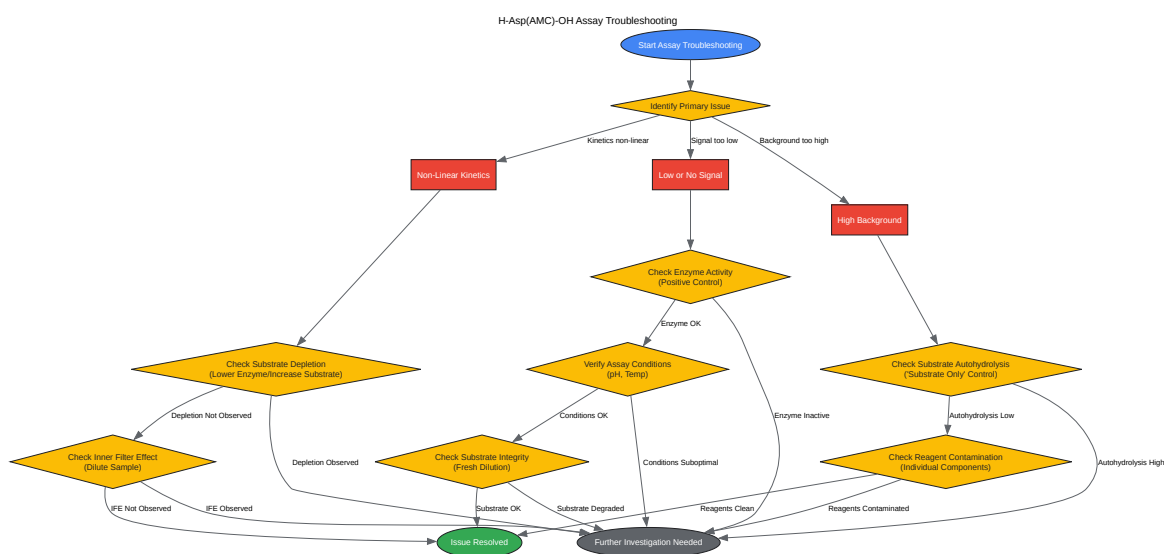 H-Asp(AMC)-OH Assay Troubleshooting
Start Assay Troubleshooting
Identify Primary Issue
Kinetics non-linear
Signal too low
Background too high
Non-Linear Kinetics
Low or No Signal
High Background
Check Enzyme Activity
(Positive Control)
Enzyme OK
Check Substrate Depletion
(Lower Enzyme/Increase Substrate)
Verify Assay Conditions
(pH, Temp)
Check Substrate Autohydrolysis
('Substrate Only' Control)
Depletion Not Observed
Conditions OK
Enzyme Inactive
Autohydrolysis Low
Check Inner Filter Effect
(Dilute Sample)
Depletion Observed
Check Substrate Integrity
(Fresh Dilution)
Conditions Suboptimal
Check Reagent Contamination
(Individual Components)
Autohydrolysis High
IFE Not Observed
IFE Observed
Substrate OK
Substrate Degraded
Reagents Clean
Reagents Contaminated
Issue Resolved
Further Investigation Needed